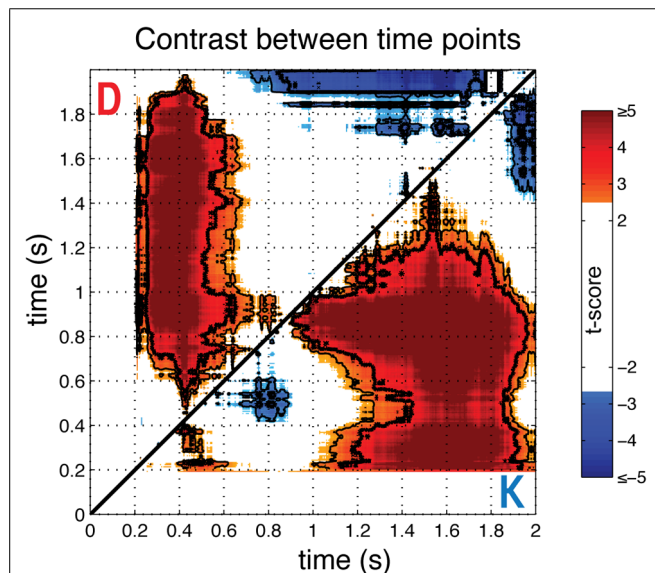 Contrast between time points
D
K
time (s)
1.8
1.6
1.4
1.2
1
0.8
0.6
0.4
0.2
0
0 0.2 0.4 0.6 0.8 1 1.2 1.4 1.6 1.8 2
time (s)
≥5
4
3
2
-2
-3
-4
≤-5
t-score